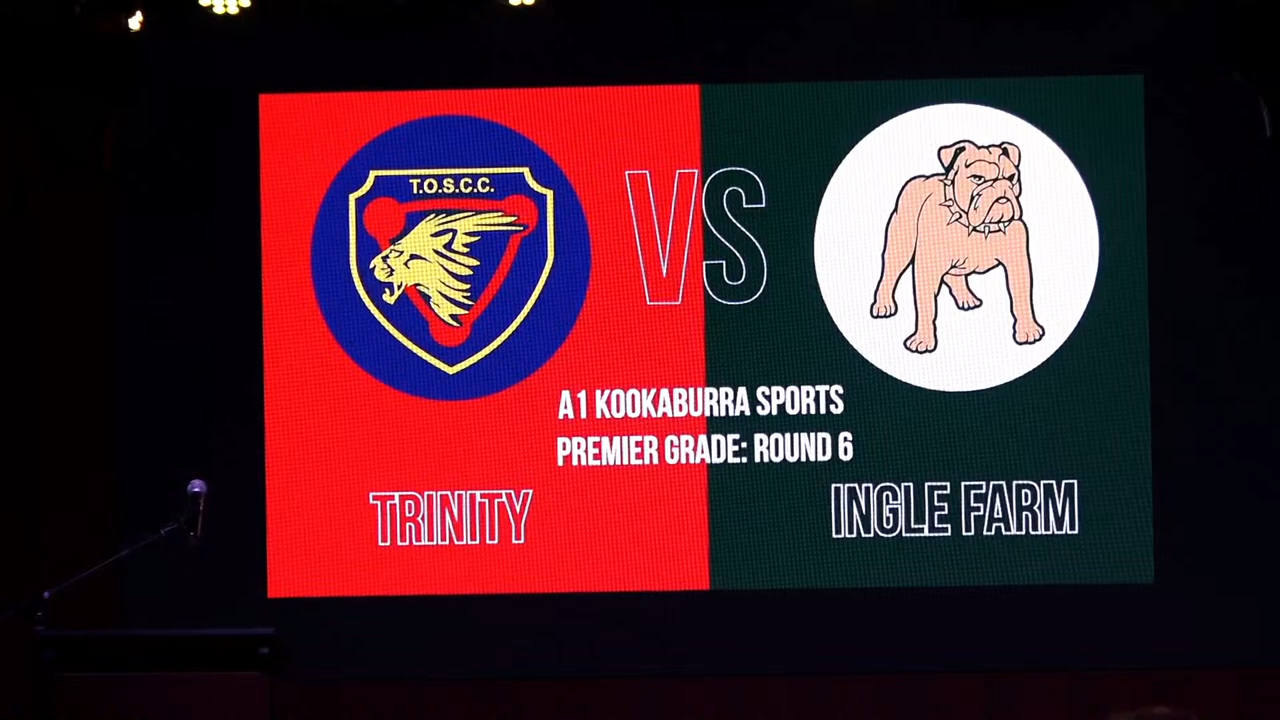 T.O.S.C.C.
VS
A1 KOOKABURRA SPORTS
PREMIER GRADE: ROUND 6
TRINITY
INGLE FARM